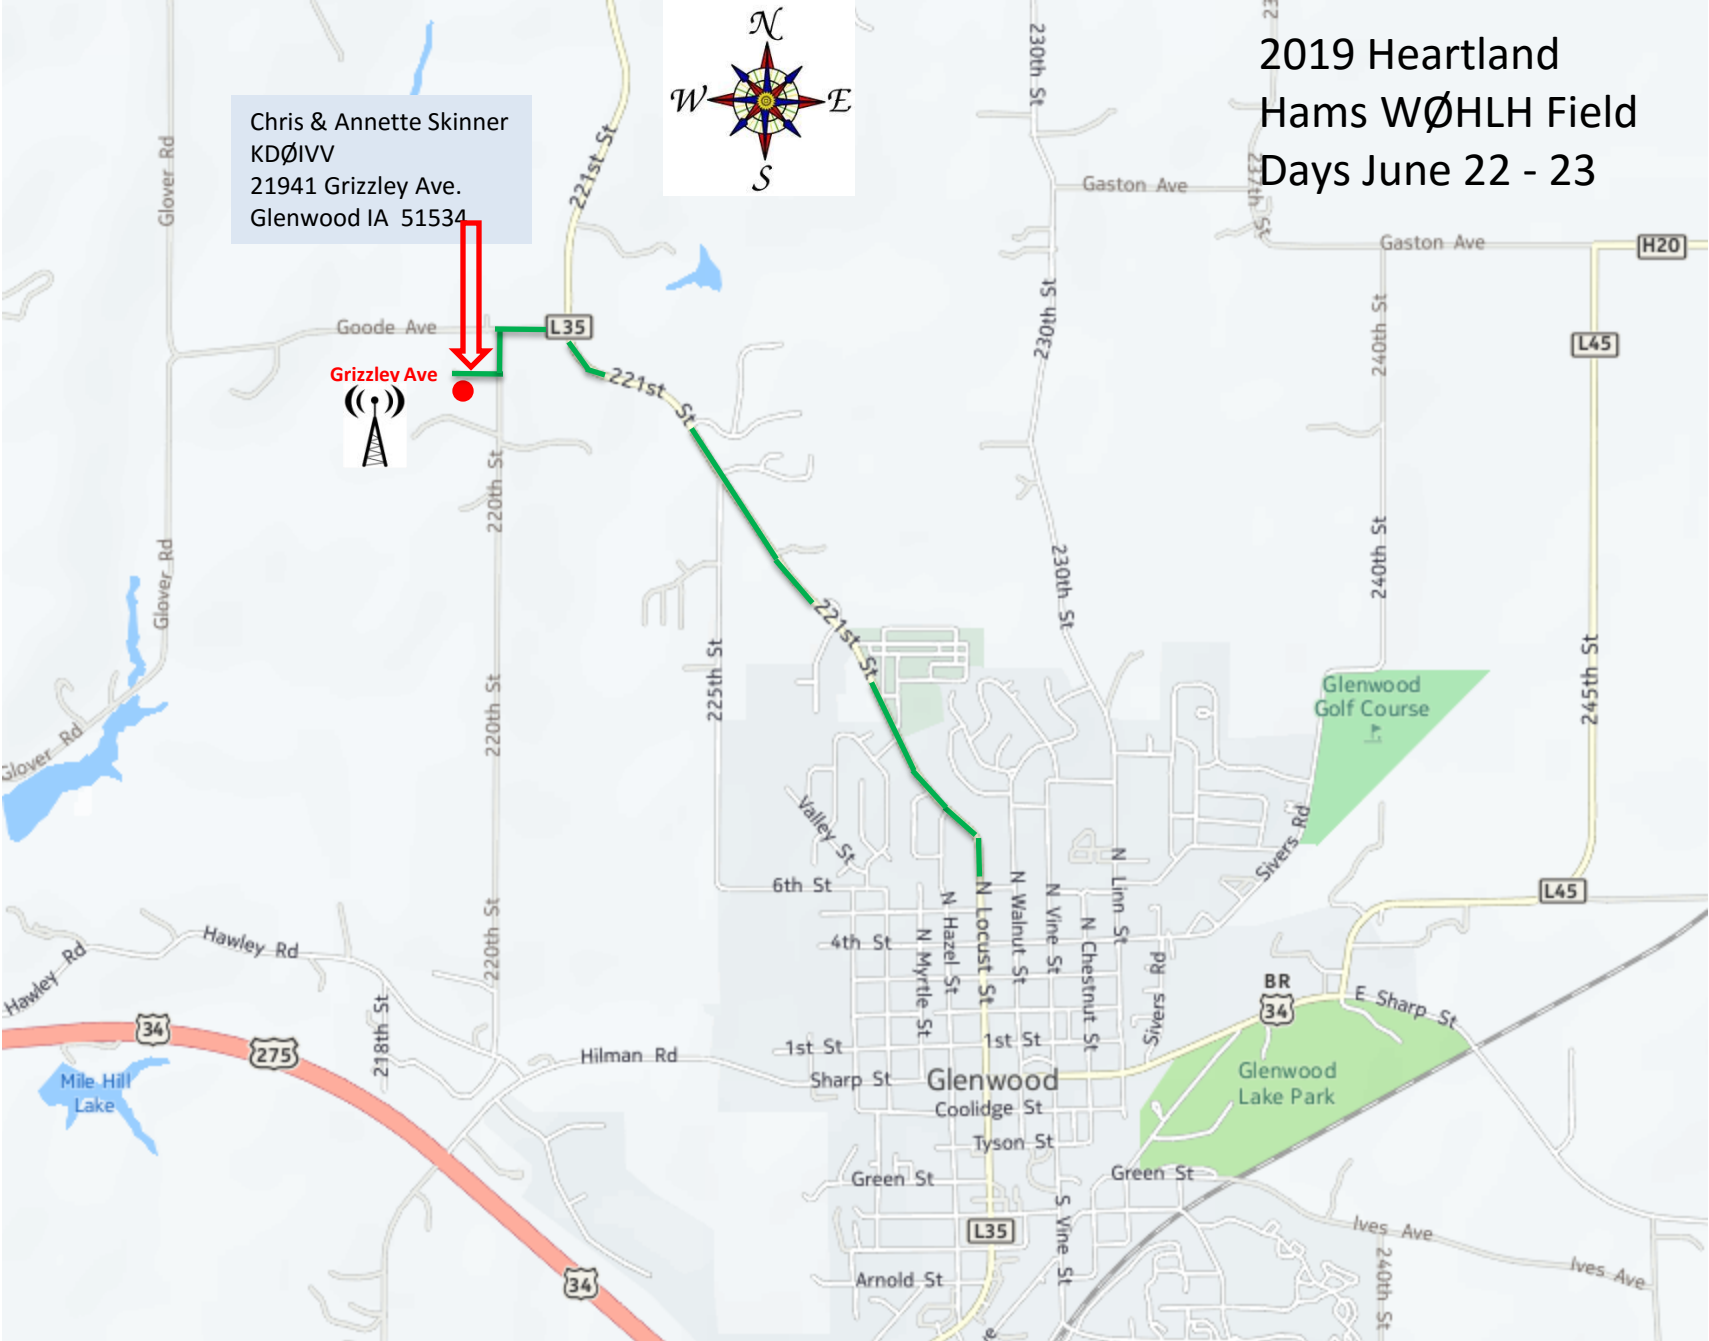 2019 Heartland
Hams WØHLH Field
Days June 22 - 23
N
W
E
S
Chris & Annette Skinner
KDØIVV
21941 Grizzley Ave.
Glenwood IA 51534
Glover Rd
221st St
230th St
237th St
Gaston Ave
Gaston Ave
H20
Goode Ave
L35
Grizzley Ave
221st St
230th St
240th St
L45
220th St
Glover Rd
230th St
240th St
221st St
225th St
220th St
245th St
Glenwood
Golf Course
Glover Rd
Valley St
6th St
Sivers Rd
L45
N Linn St
N Walnut St
N Vine St
N Locust St
N Hazel St
N Myrtle St
N Chestnut St
4th St
Hawley Rd
Hawley Rd
220th St
218th St
Sivers Rd
BR
34
E Sharp St
34
275
Hilman Rd
1st St
1st St
Sharp St
Glenwood
Coolidge St
Tyson St
Glenwood
Lake Park
Mile Hill
Lake
Green St
Green St
S Vine St
L35
Ives Ave
Ives Ave
240th St
Arnold St
34